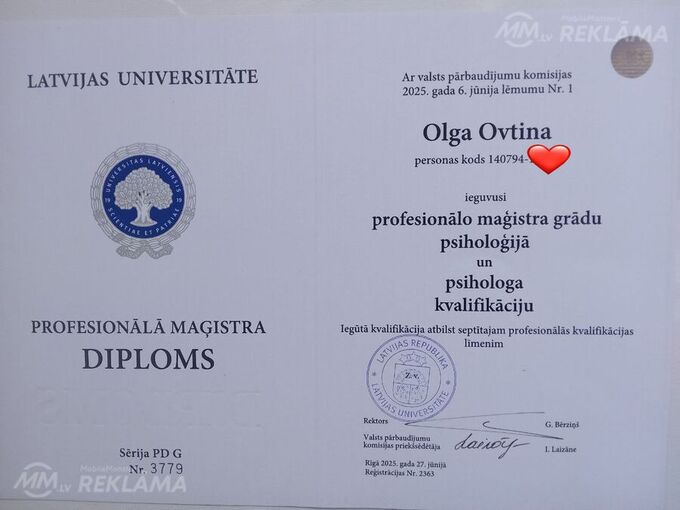 LATVIJAS UNIVERSITĀTE
UNIVERSITAS LATVIENSIS
19 19
SCIENTIAE ET PATRIAE
PROFESIONĀLĀ MAĢISTRA
DIPLOMS
Sērija PD G
Nr. 3779
Ar valsts pārbaudījumu komisijas
2025. gada 6. jūnija lēmumu Nr. 1
Olga Ovtina
personas kods 140794-
ieguvusi
profesionālo maģistra grādu
psiholoģijā
un
psihologa
kvalifikāciju
Iegūtā kvalifikācija atbilst septītajam profesionālās kvalifikācijas
līmenim
LATVIJAS REPUBLIKA
Z.v.
LATVIJAS UNIVERSITĀTE
Rektors G. Bērziņš
Valsts pārbaudījumu
komisijas priekšsēdētāja I. Laizāne
Rīgā 2025. gada 27. jūnijā
Reģistrācijas Nr. 2363
MM.LV REKLĀMA
MM.LV REKLĀMA